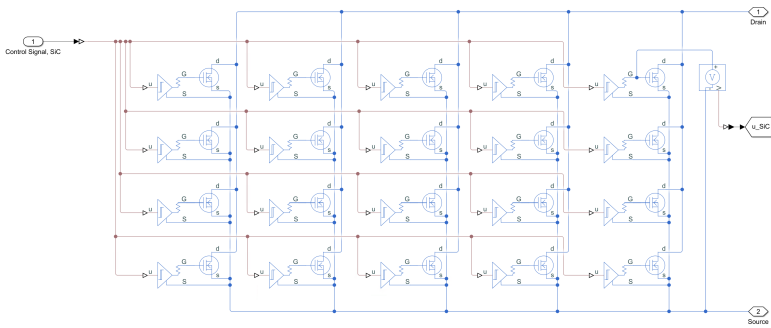 1
Control Signal, SiC
1
Drain
d d d d d
u G s u G s u G s u G s u G s
S S S S S
V
V
u_SiC
d d d d d
u G s u G s u G s u G s u G s
S S S S S
d d d d d
u G s u G s u G s u G s u G s
S S S S S
d d d d d
u G s u G s u G s u G s u G s
S S S S S
2
Source